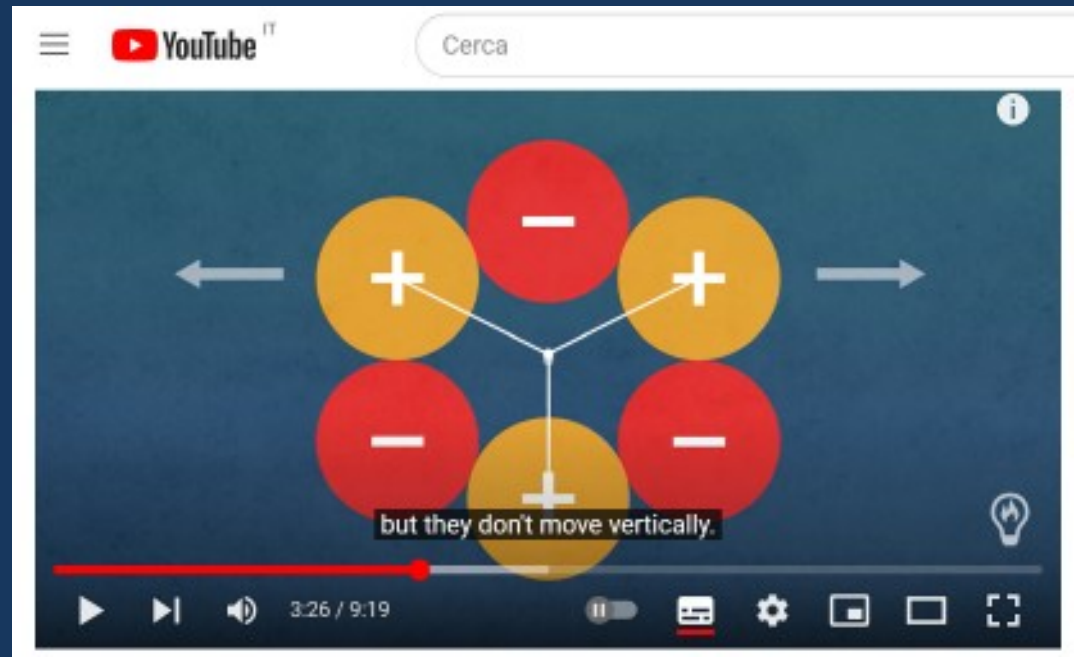 YouTube IT
Cerca
i
−
+ +
− −
+
but they don't move vertically.
3:26 / 9:19